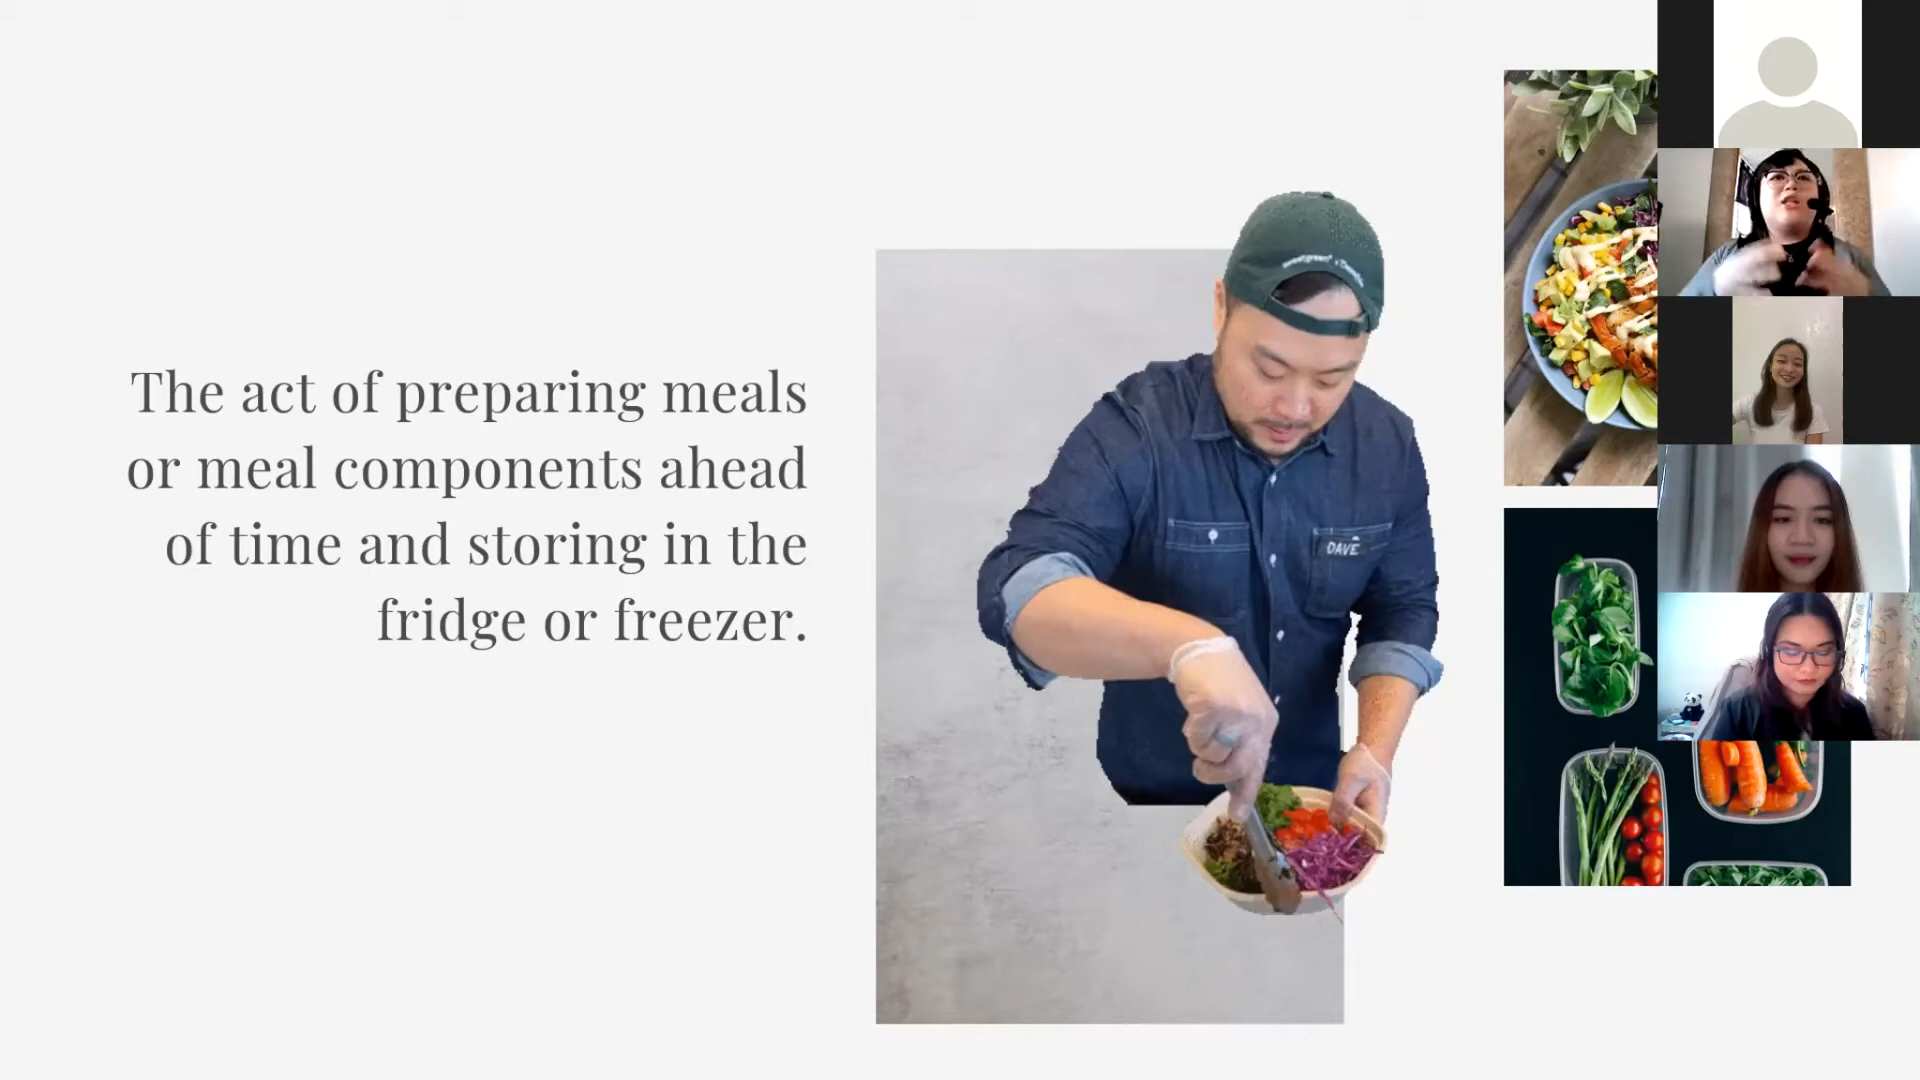 The act of preparing meals
or meal components ahead
of time and storing in the
fridge or freezer.
DAVE